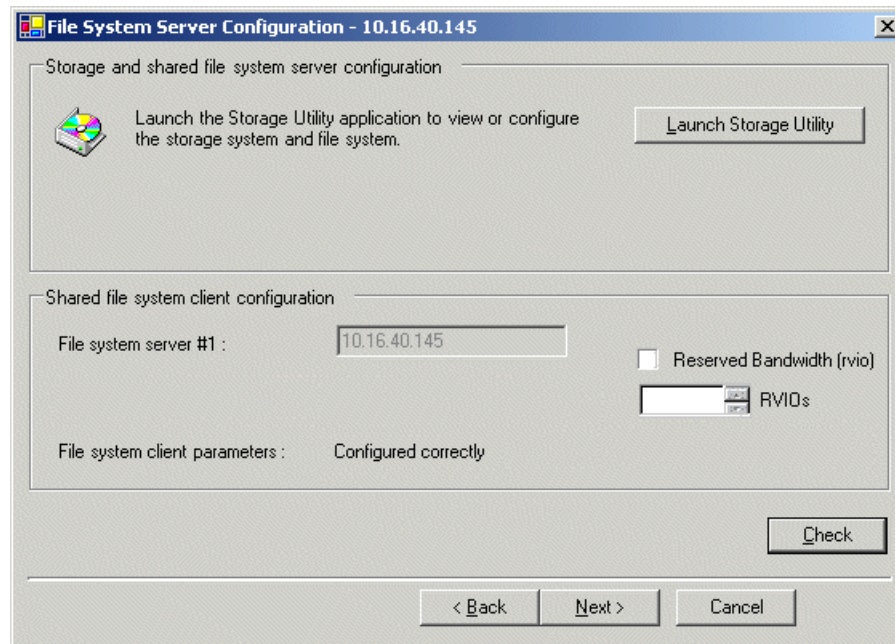 File System Server Configuration - 10.16.40.145
Storage and shared file system server configuration
Launch the Storage Utility application to view or configure
the storage system and file system.
Launch Storage Utility
Shared file system client configuration
File system server #1 :
10.16.40.145
Reserved Bandwidth (rvio)
RVIOs
File system client parameters :
Configured correctly
Check
< Back
Next >
Cancel